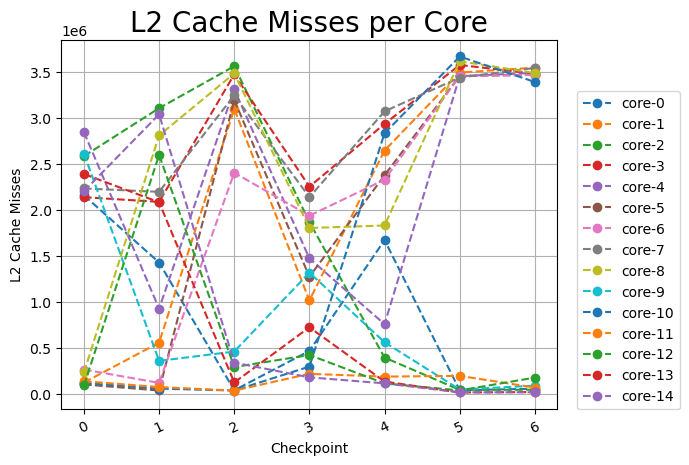 L2 Cache Misses per Core
1e6
3.5
3.0
2.5
2.0
1.5
1.0
0.5
0.0
L2 Cache Misses
0 1 2 3 4 5 6
Checkpoint
core-0
core-1
core-2
core-3
core-4
core-5
core-6
core-7
core-8
core-9
core-10
core-11
core-12
core-13
core-14